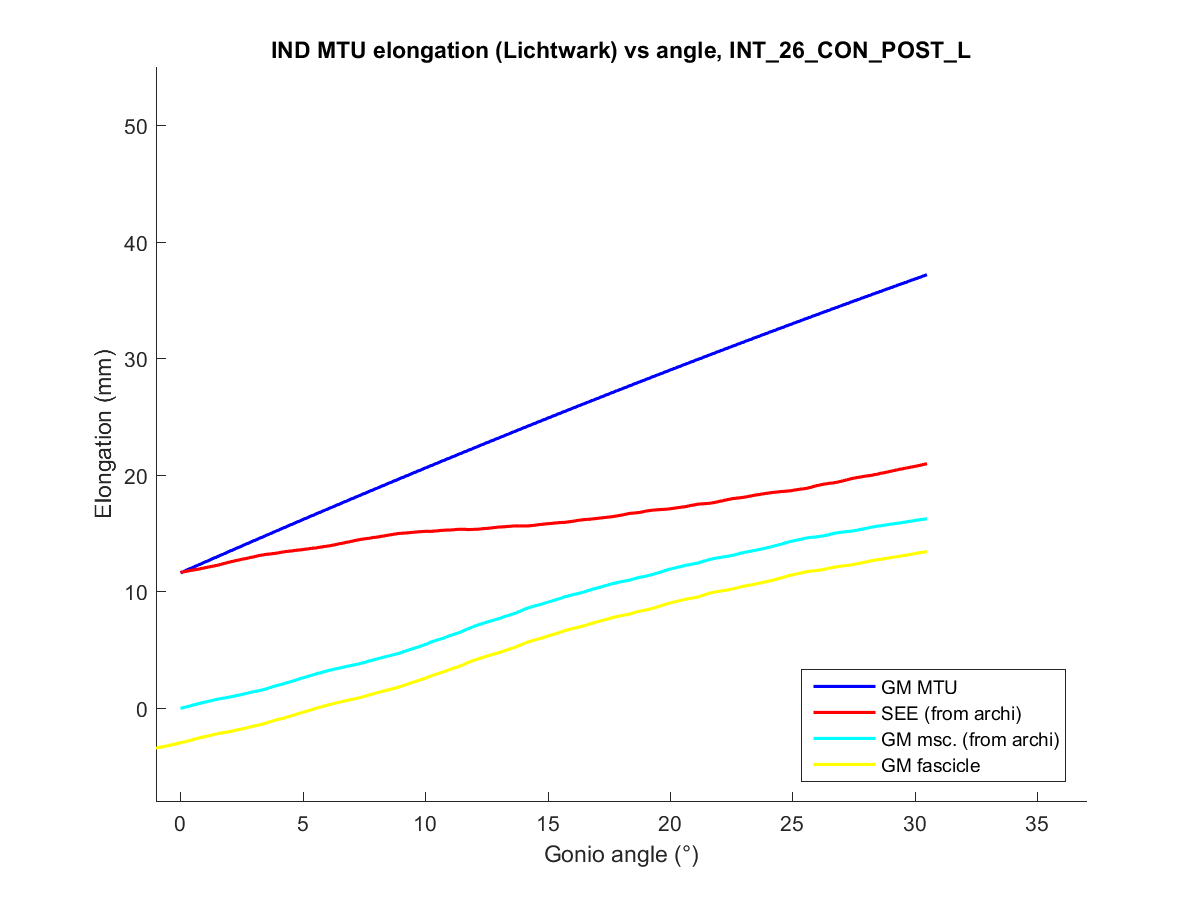 IND MTU elongation (Lichtwark) vs angle, INT_26_CON_POST_L
50
40
30
20
10
0
Elongation (mm)
0 5 10 15 20 25 30 35
Gonio angle (°)
GM MTU
SEE (from archi)
GM msc. (from archi)
GM fascicle